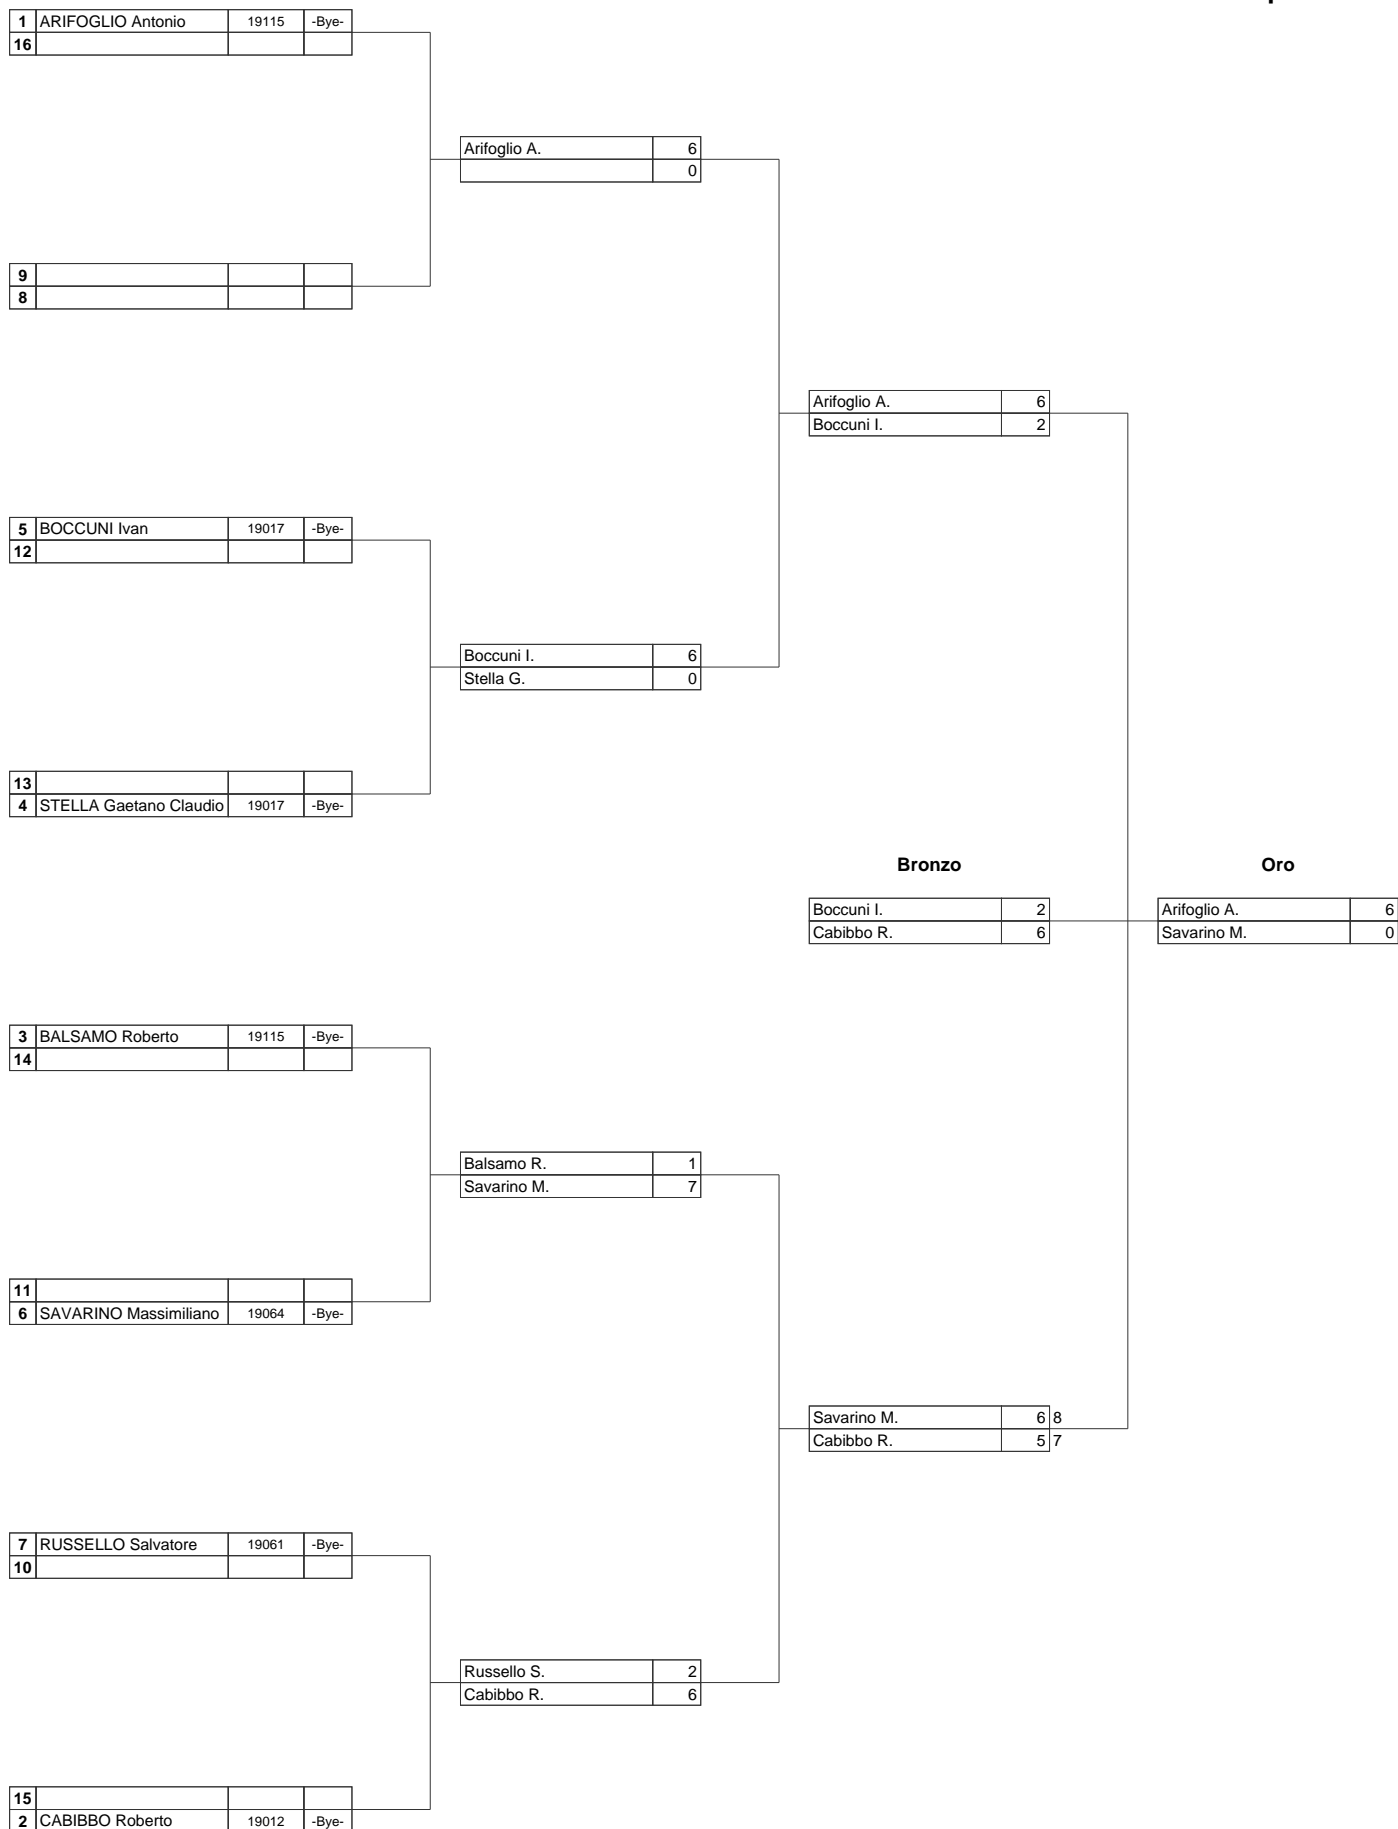 1 ARIFOGLIO Antonio 19115 -Bye-
16
Arifoglio A. 6
0
9
8
Arifoglio A. 6
Boccuni I. 2
5 BOCCUNI Ivan 19017 -Bye-
12
Boccuni I. 6
Stella G. 0
13
4 STELLA Gaetano Claudio 19017 -Bye-
Bronzo Oro
Boccuni I. 2 Arifoglio A. 6
Cabibbo R. 6 Savarino M. 0
3 BALSAMO Roberto 19115 -Bye-
14
Balsamo R. 1
Savarino M. 7
11
6 SAVARINO Massimiliano 19064 -Bye-
Savarino M. 6 8
Cabibbo R. 5 7
7 RUSSELLO Salvatore 19061 -Bye-
10
Russello S. 2
Cabibbo R. 6
15
2 CABIBBO Roberto 19012 -Bye-